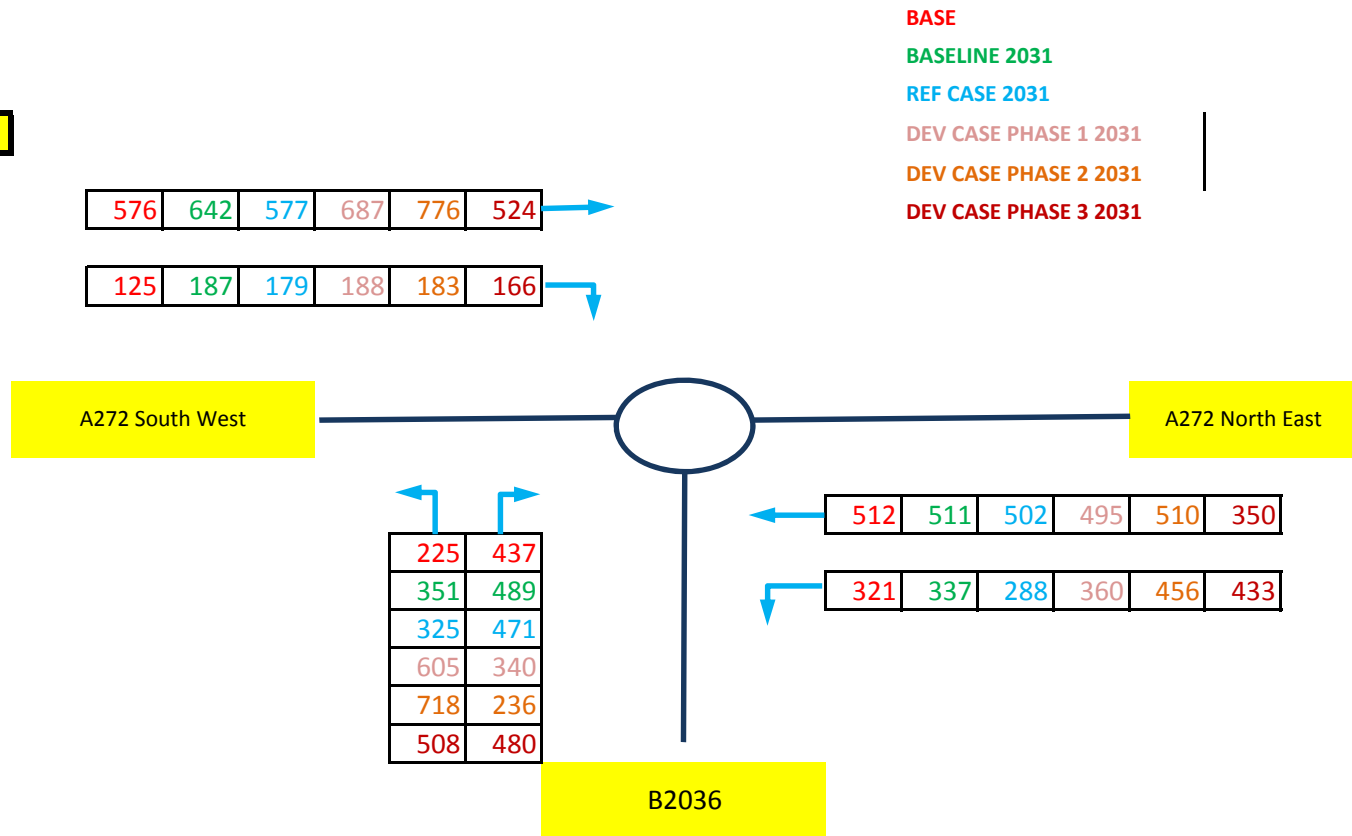 BASE
BASELINE 2031
REF CASE 2031
DEV CASE PHASE 1 2031
DEV CASE PHASE 2 2031
DEV CASE PHASE 3 2031
576 642 577 687 776 524
125 187 179 188 183 166
A272 South West
A272 North East
512 511 502 495 510 350
321 337 288 360 456 433
225 437
351 489
325 471
605 340
718 236
508 480
B2036